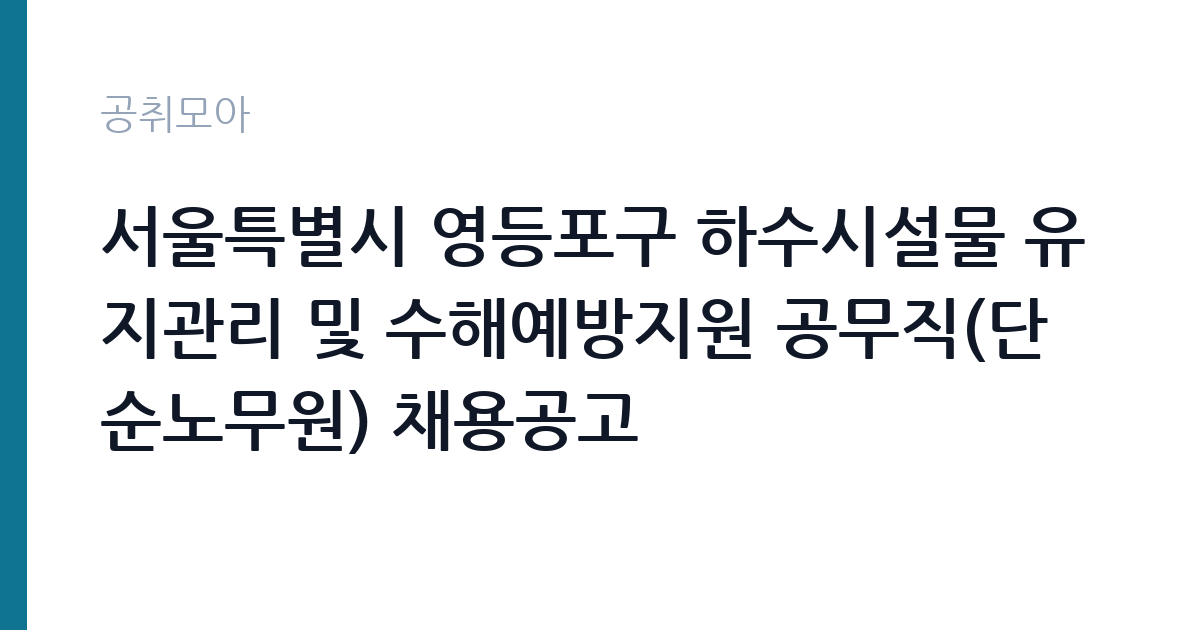 공취모아
서울특별시 영등포구 하수시설물 유
지관리 및 수해예방지원 공무직(단
순노무원) 채용공고